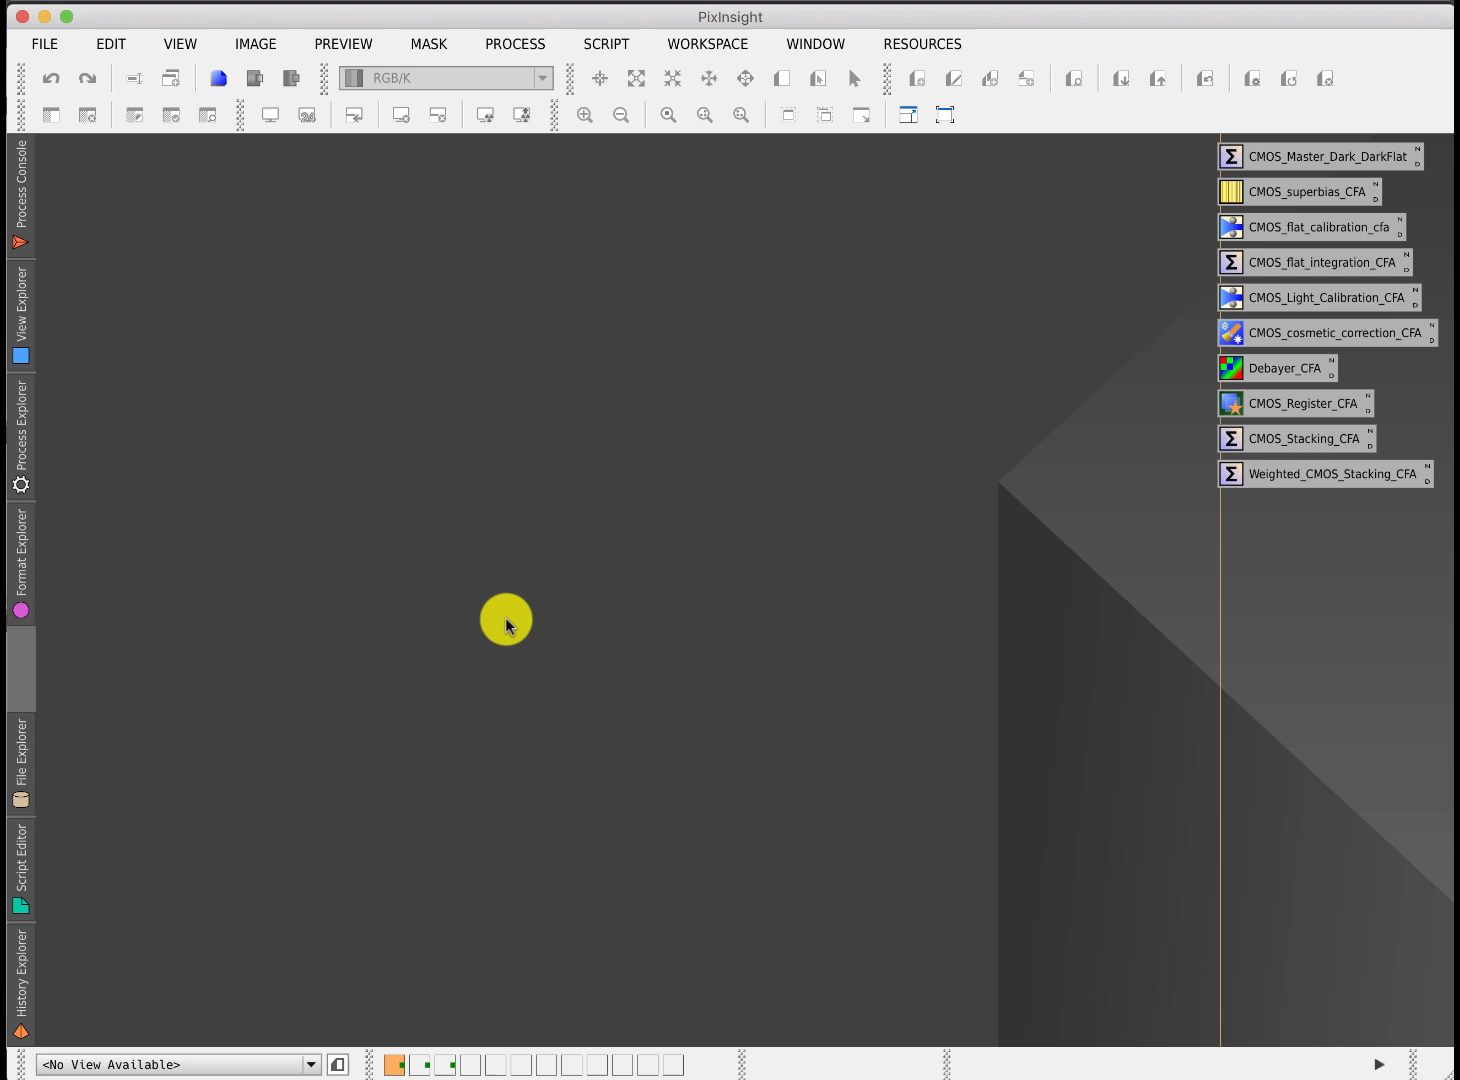 PixInsight
FILE EDIT VIEW IMAGE PREVIEW MASK PROCESS SCRIPT WORKSPACE WINDOW RESOURCES
RGB/K
Process Console
View Explorer
Process Explorer
Format Explorer
File Explorer
Script Editor
History Explorer
CMOS_Master_Dark_DarkFlat N D
CMOS_superbias_CFA N D
CMOS_flat_calibration_cfa N D
CMOS_flat_integration_CFA N D
CMOS_Light_Calibration_CFA N D
CMOS_cosmetic_correction_CFA N D
Debayer_CFA N D
CMOS_Register_CFA N D
CMOS_Stacking_CFA N D
Weighted_CMOS_Stacking_CFA N D
<No View Available>